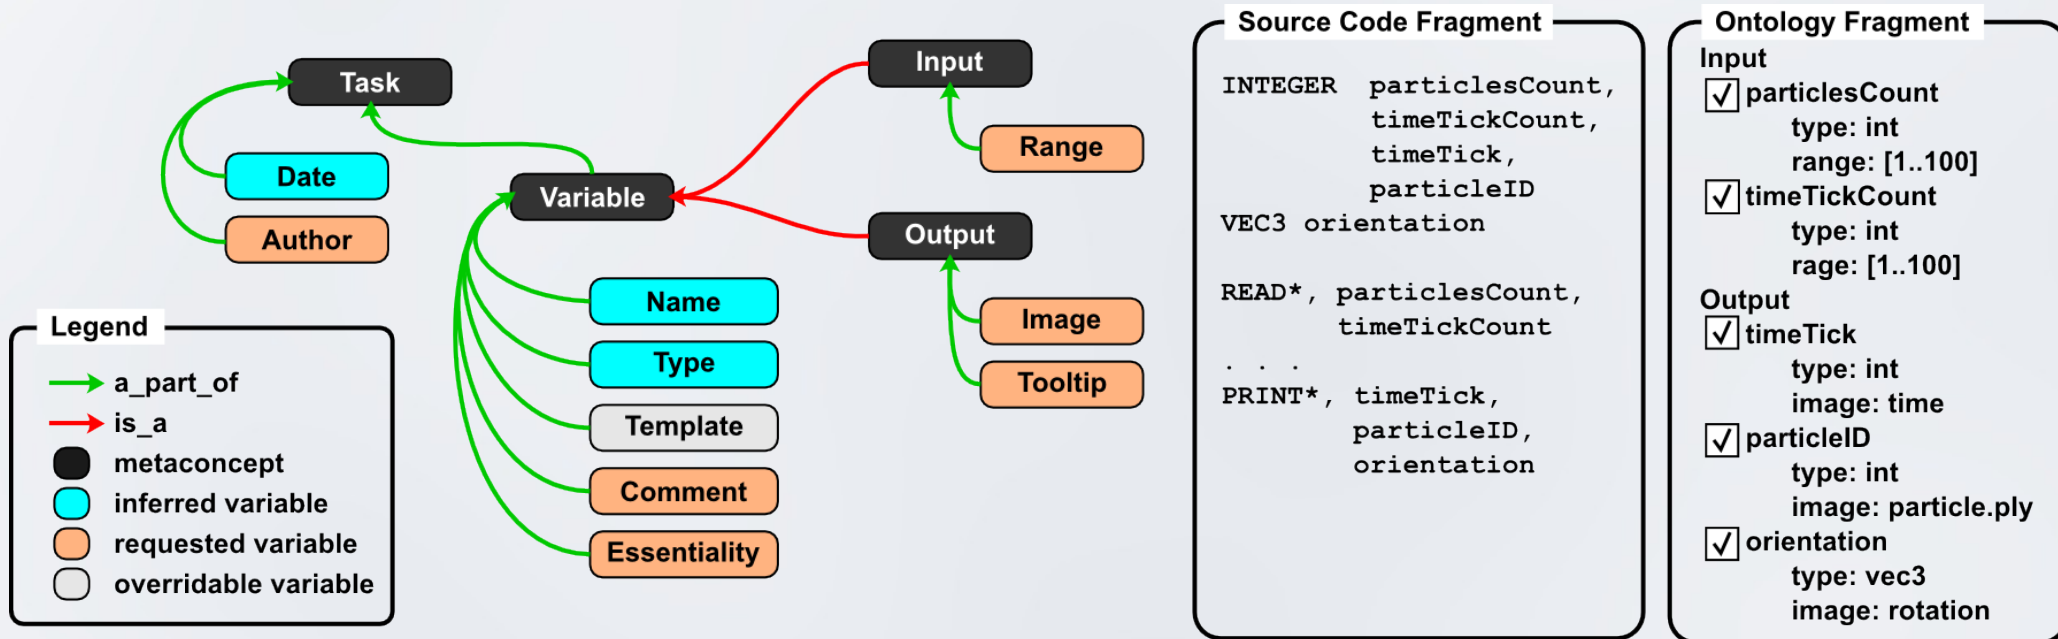 Task
Date
Author
Variable
Name
Type
Template
Comment
Essentiality
Input
Range
Output
Image
Tooltip
Legend
a_part_of
is_a
metaconcept
inferred variable
requested variable
overridable variable
Source Code Fragment
INTEGER particlesCount,
timeTickCount,
timeTick,
particleID
VEC3 orientation
READ*, particlesCount,
timeTickCount
. . .
PRINT*, timeTick,
particleID,
orientation
Ontology Fragment
Input
particlesCount
type: int
range: [1..100]
timeTickCount
type: int
rage: [1..100]
Output
timeTick
type: int
image: time
particleID
type: int
image: particle.ply
orientation
type: vec3
image: rotation